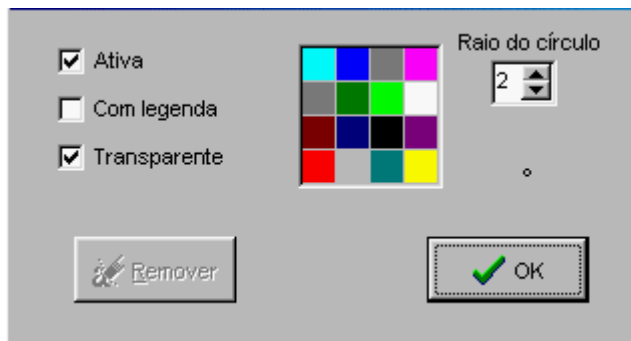 Ativa
Com legenda
Transparente
Raio do círculo
2
Remover
OK